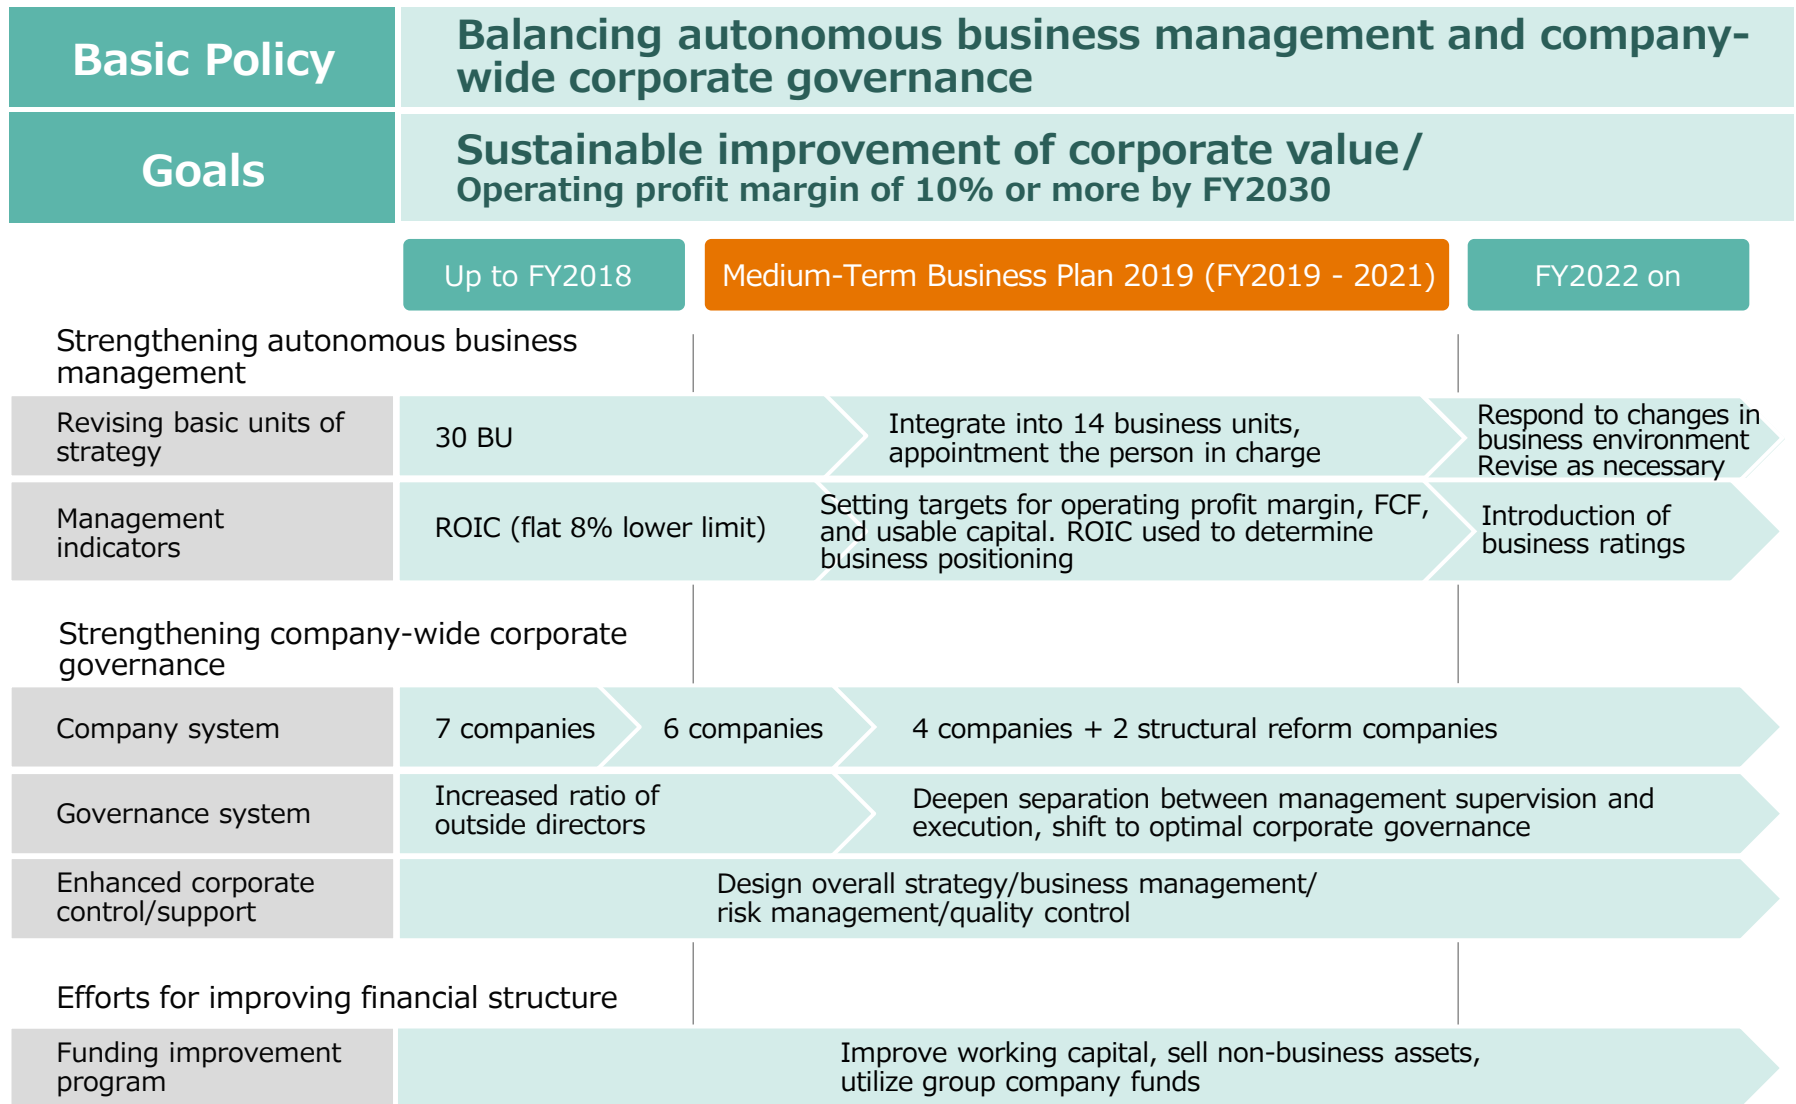 Basic Policy
Balancing autonomous business management and company-
wide corporate governance
Goals
Sustainable improvement of corporate value/
Operating profit margin of 10% or more by FY2030
Up to FY2018
Medium-Term Business Plan 2019 (FY2019 - 2021)
FY2022 on
Strengthening autonomous business
management
Revising basic units of
strategy
30 BU
Integrate into 14 business units,
appointment the person in charge
Respond to changes in
business environment
Revise as necessary
Management
indicators
ROIC (flat 8% lower limit)
Setting targets for operating profit margin, FCF,
and usable capital. ROIC used to determine
business positioning
Introduction of
business ratings
Strengthening company-wide corporate
governance
Company system
7 companies
6 companies
4 companies + 2 structural reform companies
Governance system
Increased ratio of
outside directors
Deepen separation between management supervision and
execution, shift to optimal corporate governance
Enhanced corporate
control/support
Design overall strategy/business management/
risk management/quality control
Efforts for improving financial structure
Funding improvement
program
Improve working capital, sell non-business assets,
utilize group company funds